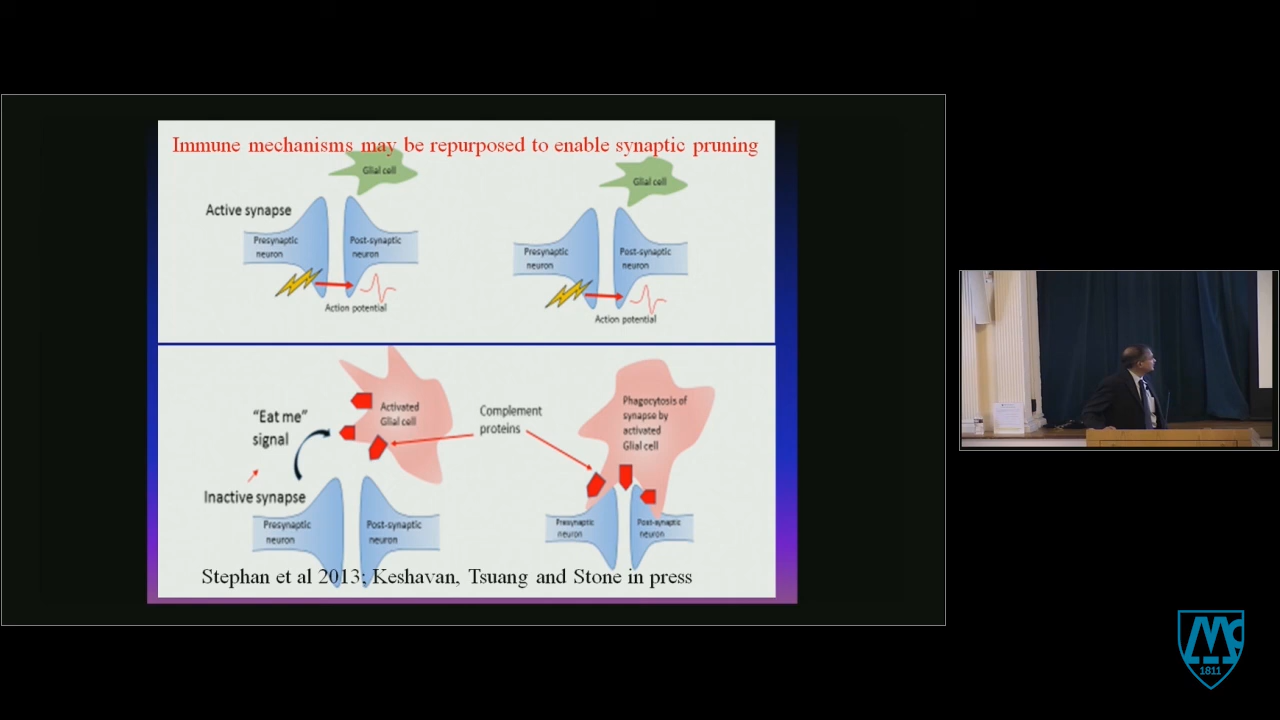 Immune mechanisms may be repurposed to enable synaptic pruning
Glial cell
Active synapse
Presynaptic
neuron
Post-synaptic
neuron
Action potential
Glial cell
Presynaptic
neuron
Post-synaptic
neuron
Action potential
"Eat me"
signal
Activated
Glial cell
Complement
proteins
Phagocytosis of
synapse by
activated
Glial cell
Inactive synapse
Presynaptic
neuron
Post-synaptic
neuron
Presynaptic
neuron
Post-synaptic
neuron
Stephan et al 2013; Keshavan, Tsuang and Stone in press
Mc
1811